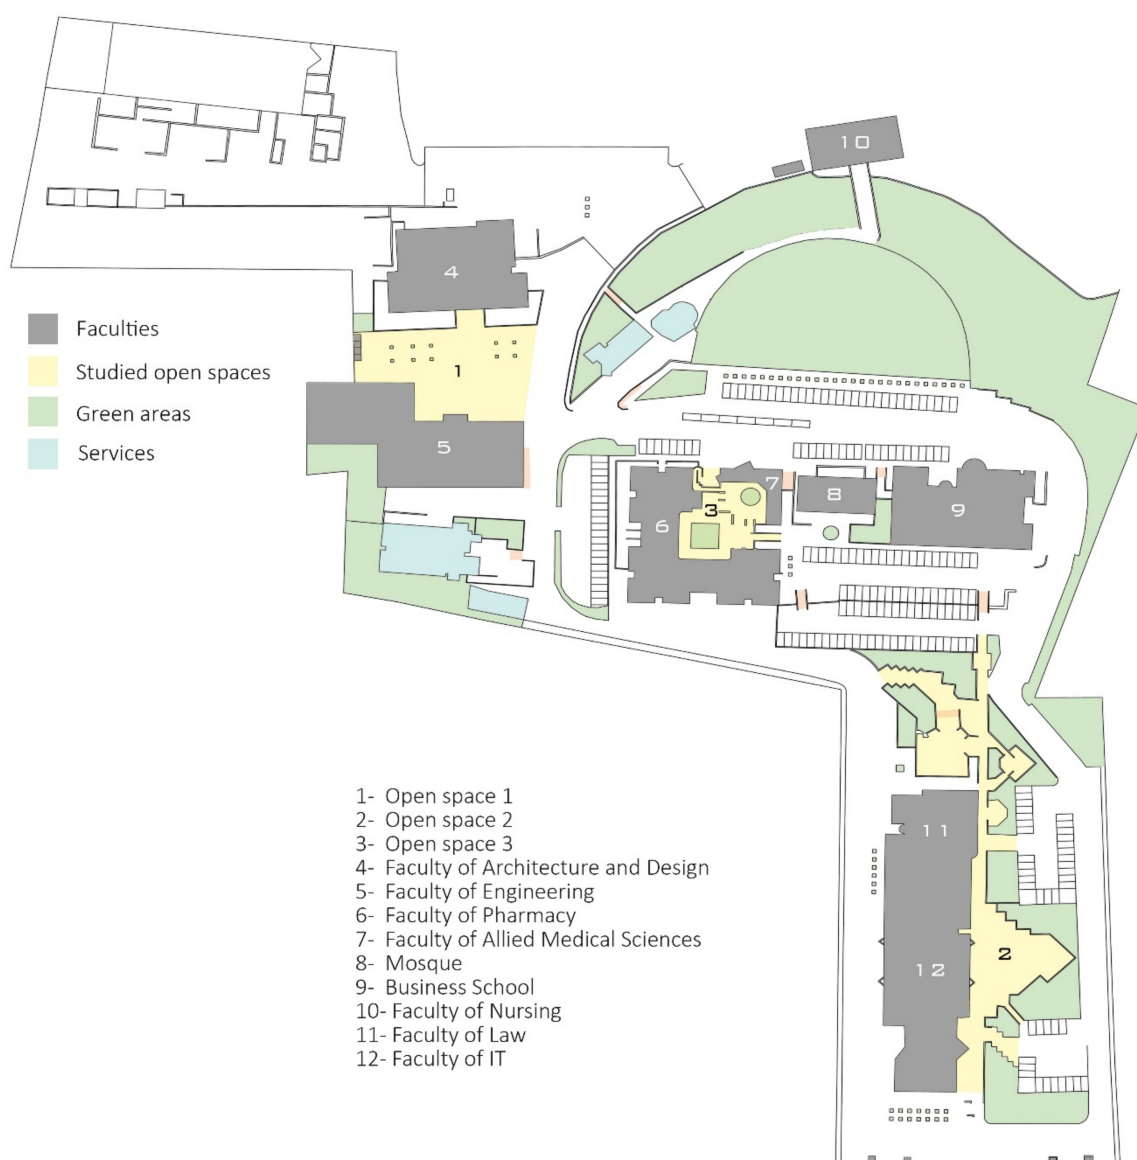 10
4
Faculties
Studied open spaces
Green areas
Services
1
5
7
8
9
3
6
1- Open space 1
2- Open space 2
3- Open space 3
4- Faculty of Architecture and Design
5- Faculty of Engineering
6- Faculty of Pharmacy
7- Faculty of Allied Medical Sciences
8- Mosque
9- Business School
10- Faculty of Nursing
11- Faculty of Law
12- Faculty of IT
11
2
12